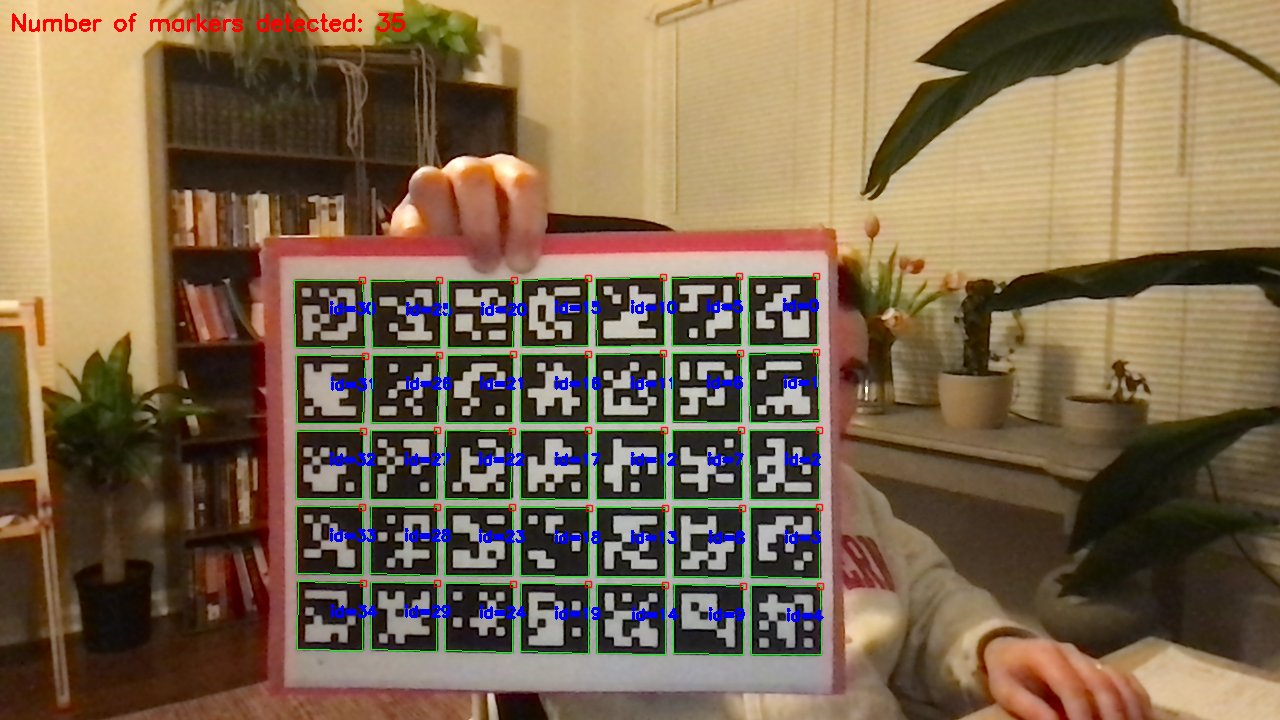 Number of markers detected: 35
id=30 id=25 id=20 id=15 id=10 id=5 id=0
id=31 id=26 id=21 id=16 id=11 id=6 id=1
id=32 id=27 id=22 id=17 id=12 id=7 id=2
id=33 id=28 id=23 id=18 id=13 id=8 id=3
id=34 id=29 id=24 id=19 id=14 id=9 id=4